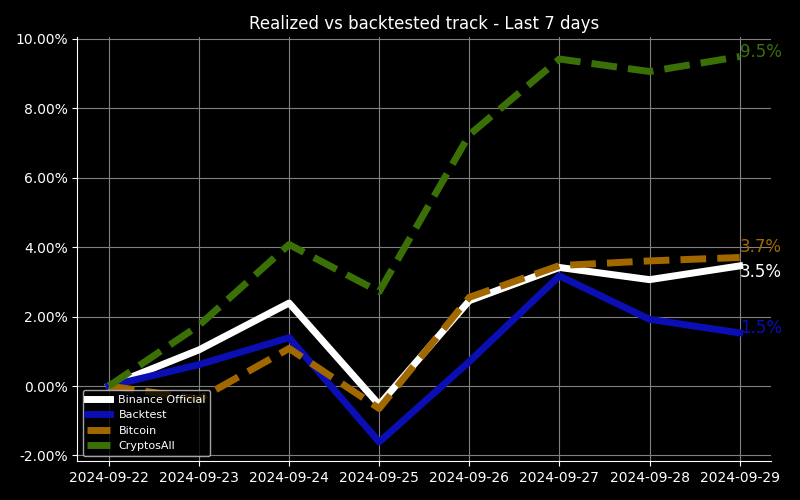 Realized vs backtested track - Last 7 days
10.00%
8.00%
6.00%
4.00%
2.00%
0.00%
-2.00%
9.5%
3.7%
3.5%
1.5%
Binance Official
Backtest
Bitcoin
CryptosAll
2024-09-22 2024-09-23 2024-09-24 2024-09-25 2024-09-26 2024-09-27 2024-09-28 2024-09-29